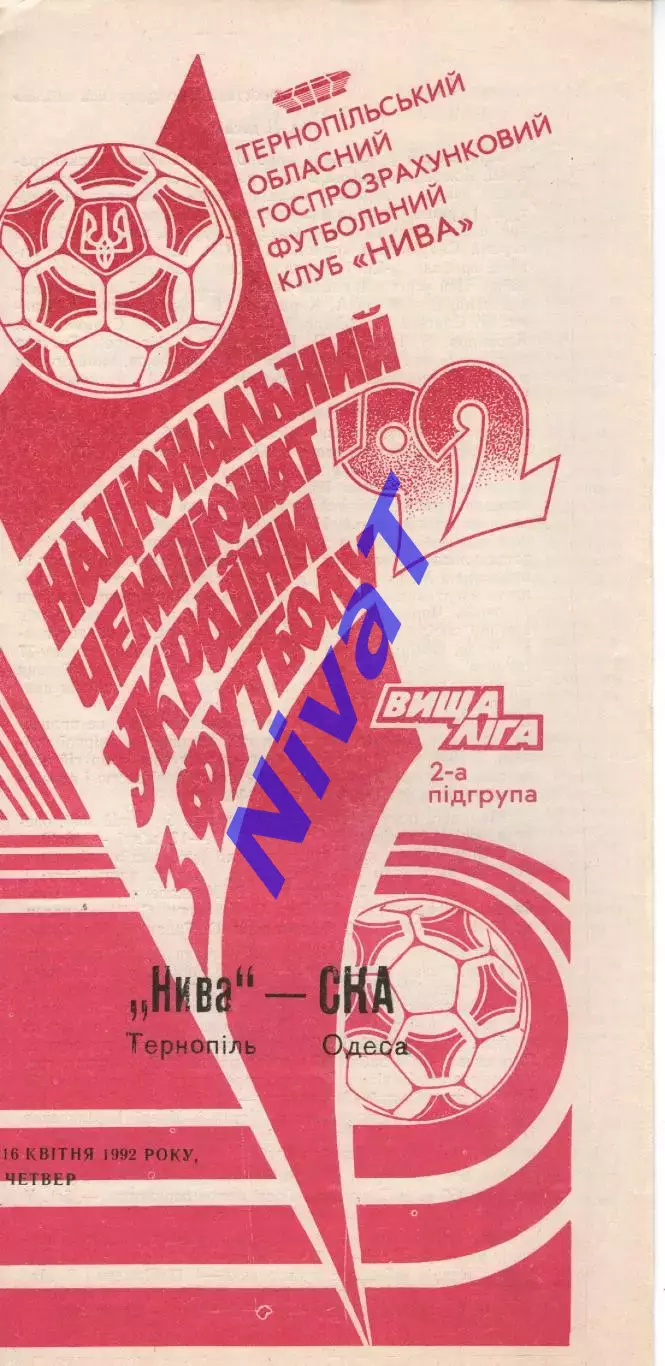 ТЕРНОПІЛЬСЬКИЙ
ОБЛАСНИЙ
ГОСПРОЗРАХУНКОВИЙ
ФУТБОЛЬНИЙ
КЛУБ «НИВА»
НАЦІОНАЛЬНИЙ
ЧЕМПІОНАТ '92
УКРАЇНИ
З ФУТБОЛУ
NivaT
ВИЩА
ЛІГА
2-а
підгрупа
„Нива“ — СКА
Тернопіль Одеса
16 КВІТНЯ 1992 РОКУ,
ЧЕТВЕР